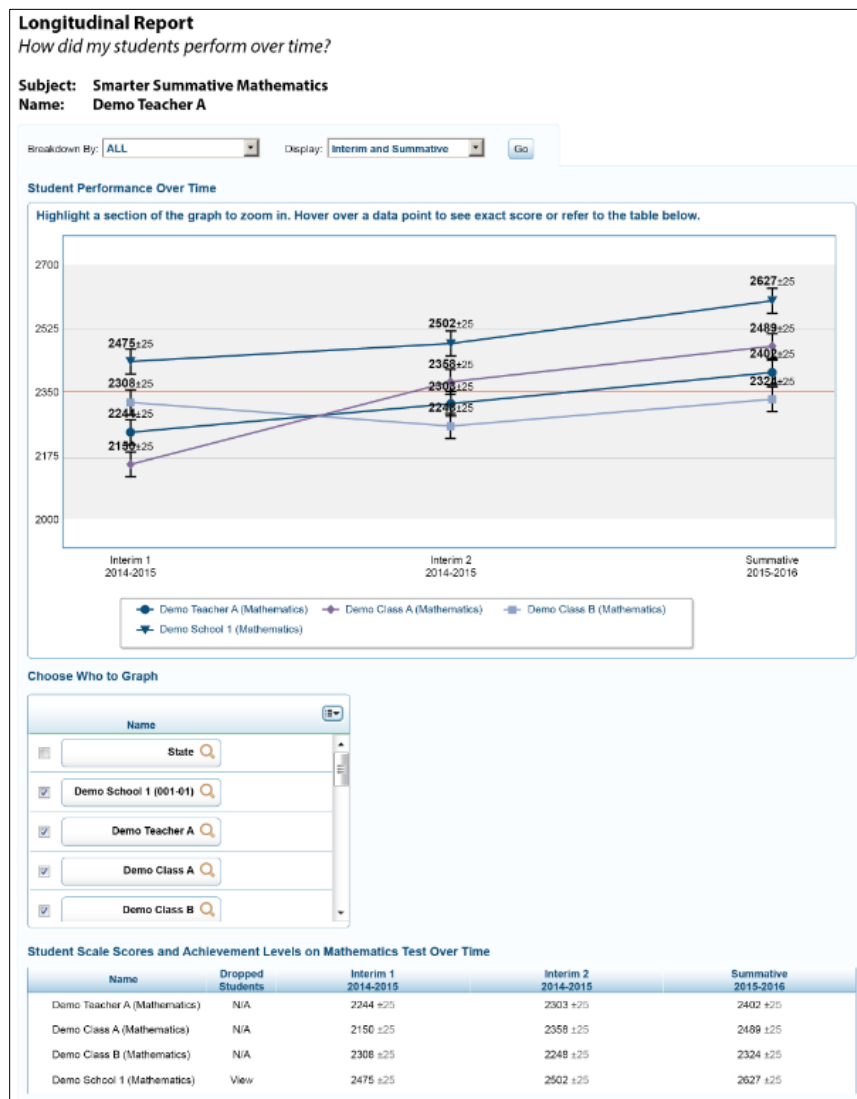 Longitudinal Report
How did my students perform over time?
Subject: Smarter Summative Mathematics
Name: Demo Teacher A
Breakdown By: ALL Display: Interim and Summative Go
Student Performance Over Time
Highlight a section of the graph to zoom in. Hover over a data point to see exact score or refer to the table below.
2700
2627±25
2525
2502±25
2489±25
2475±25
2402±25
2358±25
2350
2308±25
2303±25
2324±25
2244±25
2248±25
2150±25
2175
2000
Interim 1 Interim 2 Summative
2014-2015 2014-2015 2015-2016
Demo Teacher A (Mathematics) Demo Class A (Mathematics) Demo Class B (Mathematics)
Demo School 1 (Mathematics)
Choose Who to Graph
Name
State
Demo School 1 (001-01)
Demo Teacher A
Demo Class A
Demo Class B
Student Scale Scores and Achievement Levels on Mathematics Test Over Time
Name Dropped Students Interim 1 2014-2015 Interim 2 2014-2015 Summative 2015-2016
Demo Teacher A (Mathematics) N/A 2244 ±25 2303 ±25 2402 ±25
Demo Class A (Mathematics) N/A 2150 ±25 2358 ±25 2489 ±25
Demo Class B (Mathematics) N/A 2308 ±25 2248 ±25 2324 ±25
Demo School 1 (Mathematics) View 2475 ±25 2502 ±25 2627 ±25